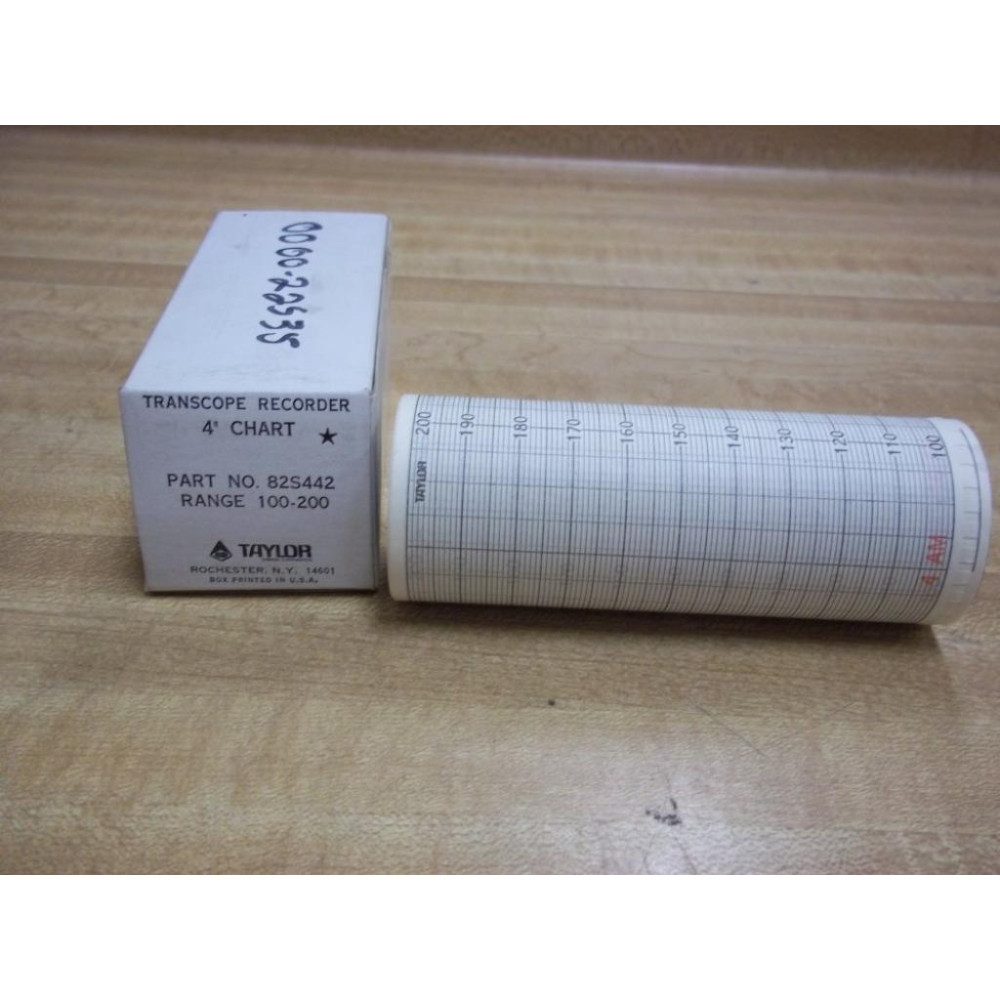 0060-22535
TRANSCOPE RECORDER
4" CHART ★
PART NO. 82S442
RANGE 100-200
TAYLOR
ROCHESTER, N.Y. 14601
BOX PRINTED IN U.S.A.
200 190 180 170 160 150 140 130 120 110 100
TAYLOR
4 AM